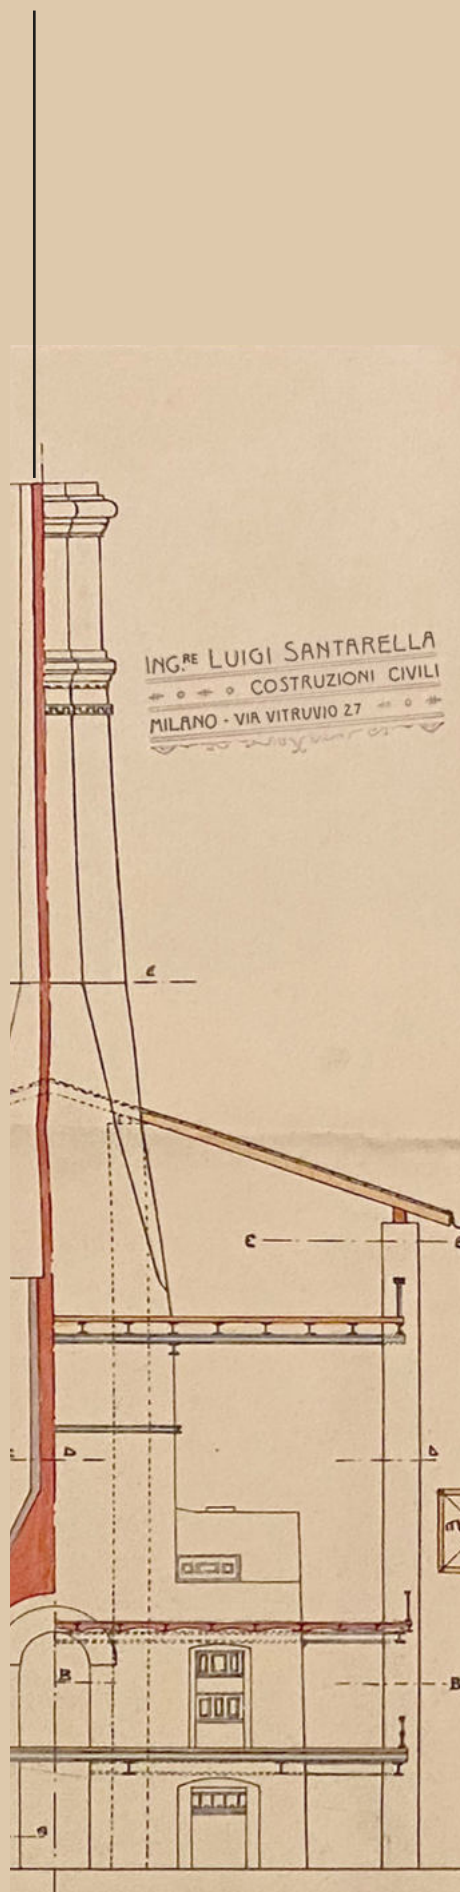 ING.RE LUIGI SANTARELLA
COSTRUZIONI CIVILI
MILANO - VIA VITRUVIO 27
C
E
D D
B B